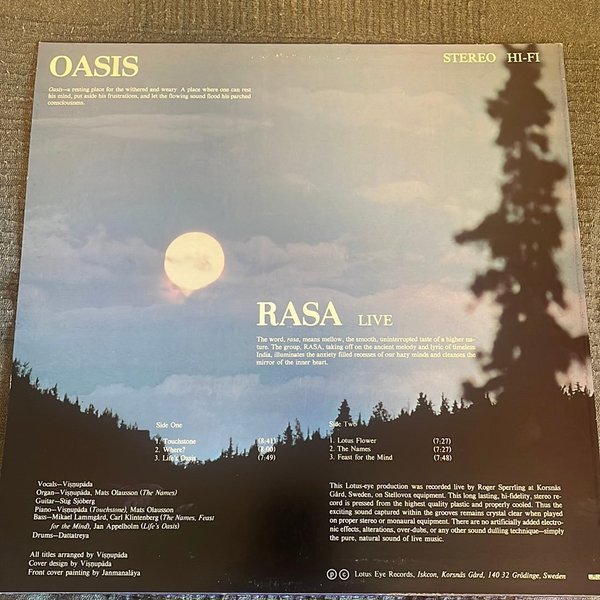 OASIS
STEREO HI-FI
Oasis—a resting place for the withered and weary. A place where one can rest
his mind, put aside his frustrations, and let the flowing sound flood his parched
consciousness.
RASA LIVE
The word, rasa, means mellow, the smooth, uninterrupted taste of a higher na-
ture. The group, RASA, taking off on the ancient melody and lyric of timeless
India, illuminates the anxiety filled recesses of our hazy minds and cleanses the
mirror of the inner heart.
Side One
1. Touchstone (8:41)
2. Where? (8:00)
3. Life's Oasis (7:49)
Side Two
1. Lotus Flower (7:27)
2. The Names (7:27)
3. Feast for the Mind (7:48)
Vocals—Viṣṇupāda
Organ—Viṣṇupāda, Mats Olausson (The Names)
Guitar—Stig Sjöberg
Piano—Viṣṇupāda (Touchstone), Mats Olausson
Bass—Mikael Lammgård, Carl Klintenberg (The Names, Feast
for the Mind), Jan Appelholm (Life's Oasis)
Drums—Dattatreya
All titles arranged by Viṣṇupāda
Cover design by Viṣṇupāda
Front cover painting by Janmanaláya
This Lotus-eye production was recorded live by Roger Sperrling at Korsnäs
Gård, Sweden, on Stellovox equipment. This long lasting, hi-fidelity, stereo re-
cord is pressed from the highest quality plastic and properly cooled. Thus the
exciting sound captured within the grooves remains crystal clear when played
on proper stereo or monaural equipment. There are no artificially added electro-
nic effects, alterations, over-dubs, or any other sound dulling technique—simply
the pure, natural sound of live music.
Ⓟ Ⓒ Lotus Eye Records, Iskcon, Korsnäs Gård, 140 32 Grödinge, Sweden